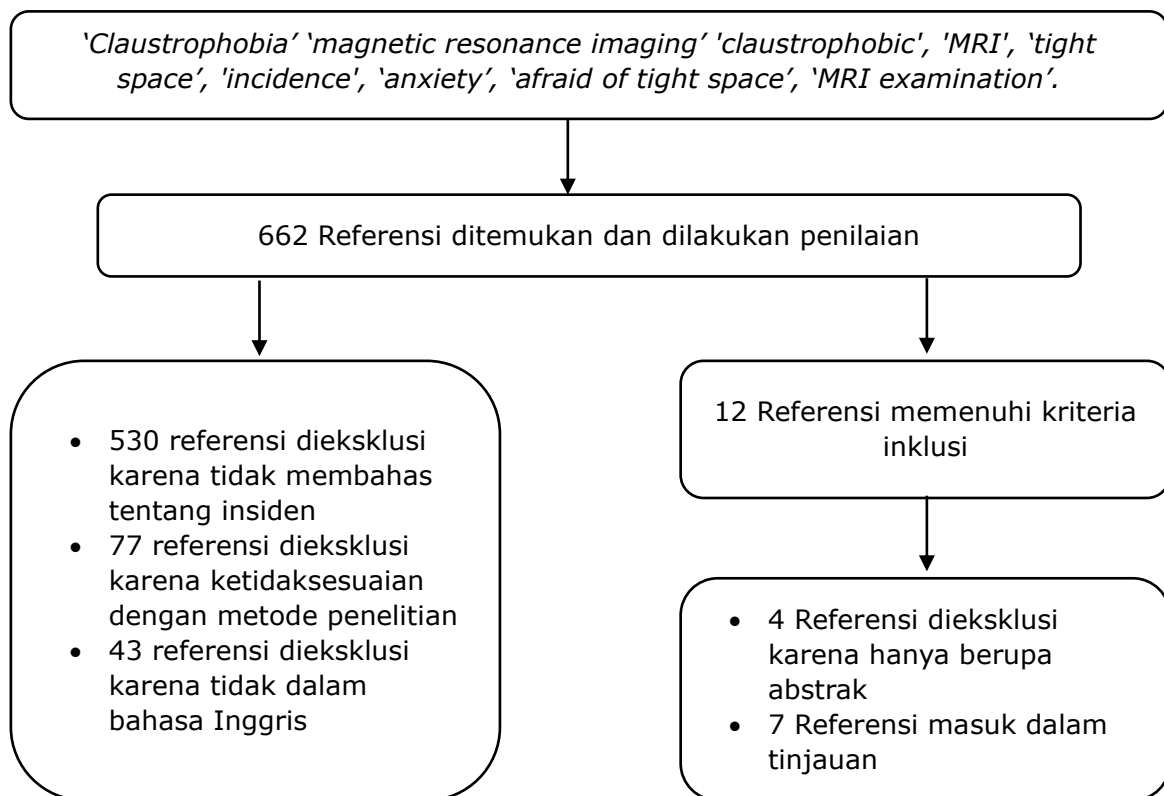 ‘Claustrophobia’ ‘magnetic resonance imaging’ 'claustrophobic', 'MRI', ‘tight
space’, 'incidence', ‘anxiety’, ‘afraid of tight space’, ‘MRI examination’.
662 Referensi ditemukan dan dilakukan penilaian
• 530 referensi dieksklusi
karena tidak membahas
tentang insiden
• 77 referensi dieksklusi
karena ketidaksesuaian
dengan metode penelitian
• 43 referensi dieksklusi
karena tidak dalam
bahasa Inggris
12 Referensi memenuhi kriteria
inklusi
• 4 Referensi dieksklusi
karena hanya berupa
abstrak
• 7 Referensi masuk dalam
tinjauan